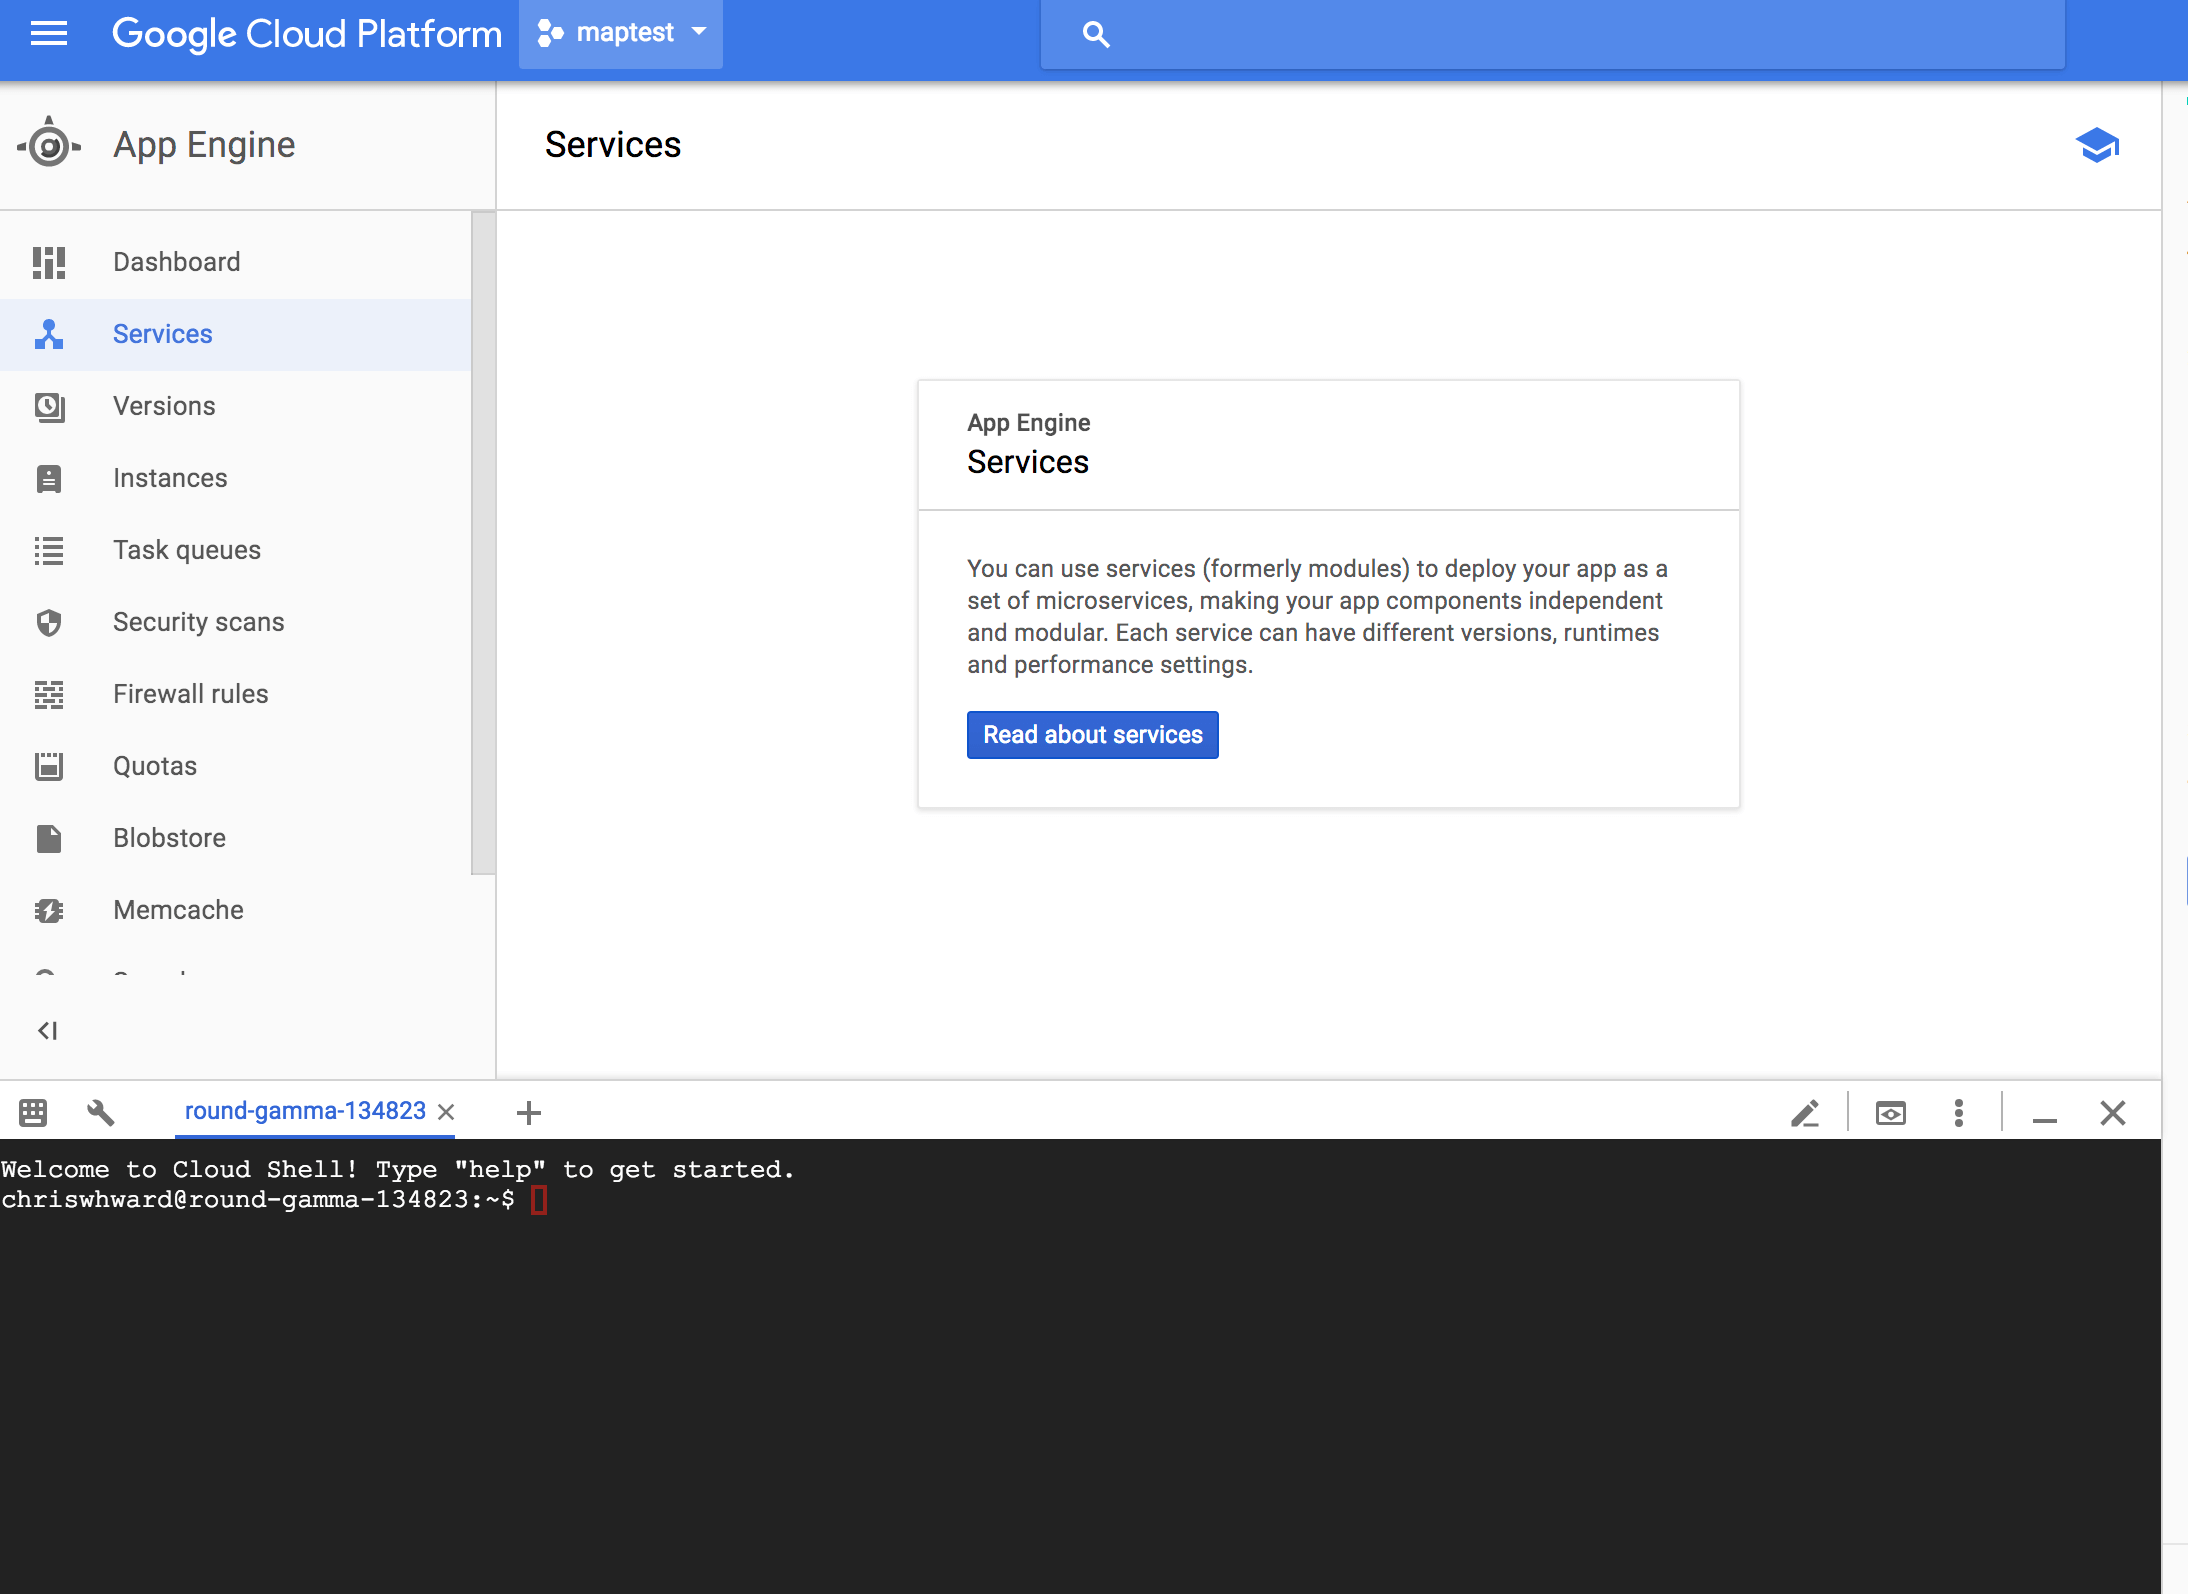 Google Cloud Platform
maptest
App Engine
Services
Dashboard
Services
Versions
Instances
Task queues
Security scans
Firewall rules
Quotas
Blobstore
Memcache
App Engine
Services
You can use services (formerly modules) to deploy your app as a
set of microservices, making your app components independent
and modular. Each service can have different versions, runtimes
and performance settings.
Read about services
round-gamma-134823
Welcome to Cloud Shell! Type "help" to get started.
chriswhward@round-gamma-134823:~$